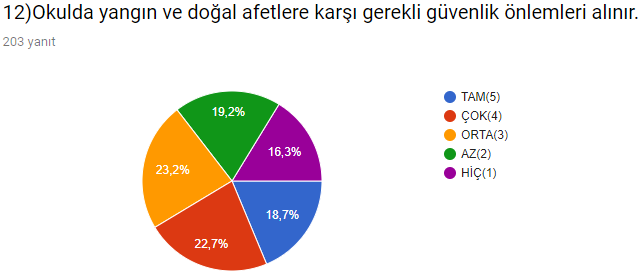 12)Okulda yangın ve doğal afetlere karşı gerekli güvenlik önlemleri alınır.
203 yanıt
TAM(5)
ÇOK(4)
ORTA(3)
AZ(2)
HİÇ(1)
19,2%
16,3%
23,2%
18,7%
22,7%